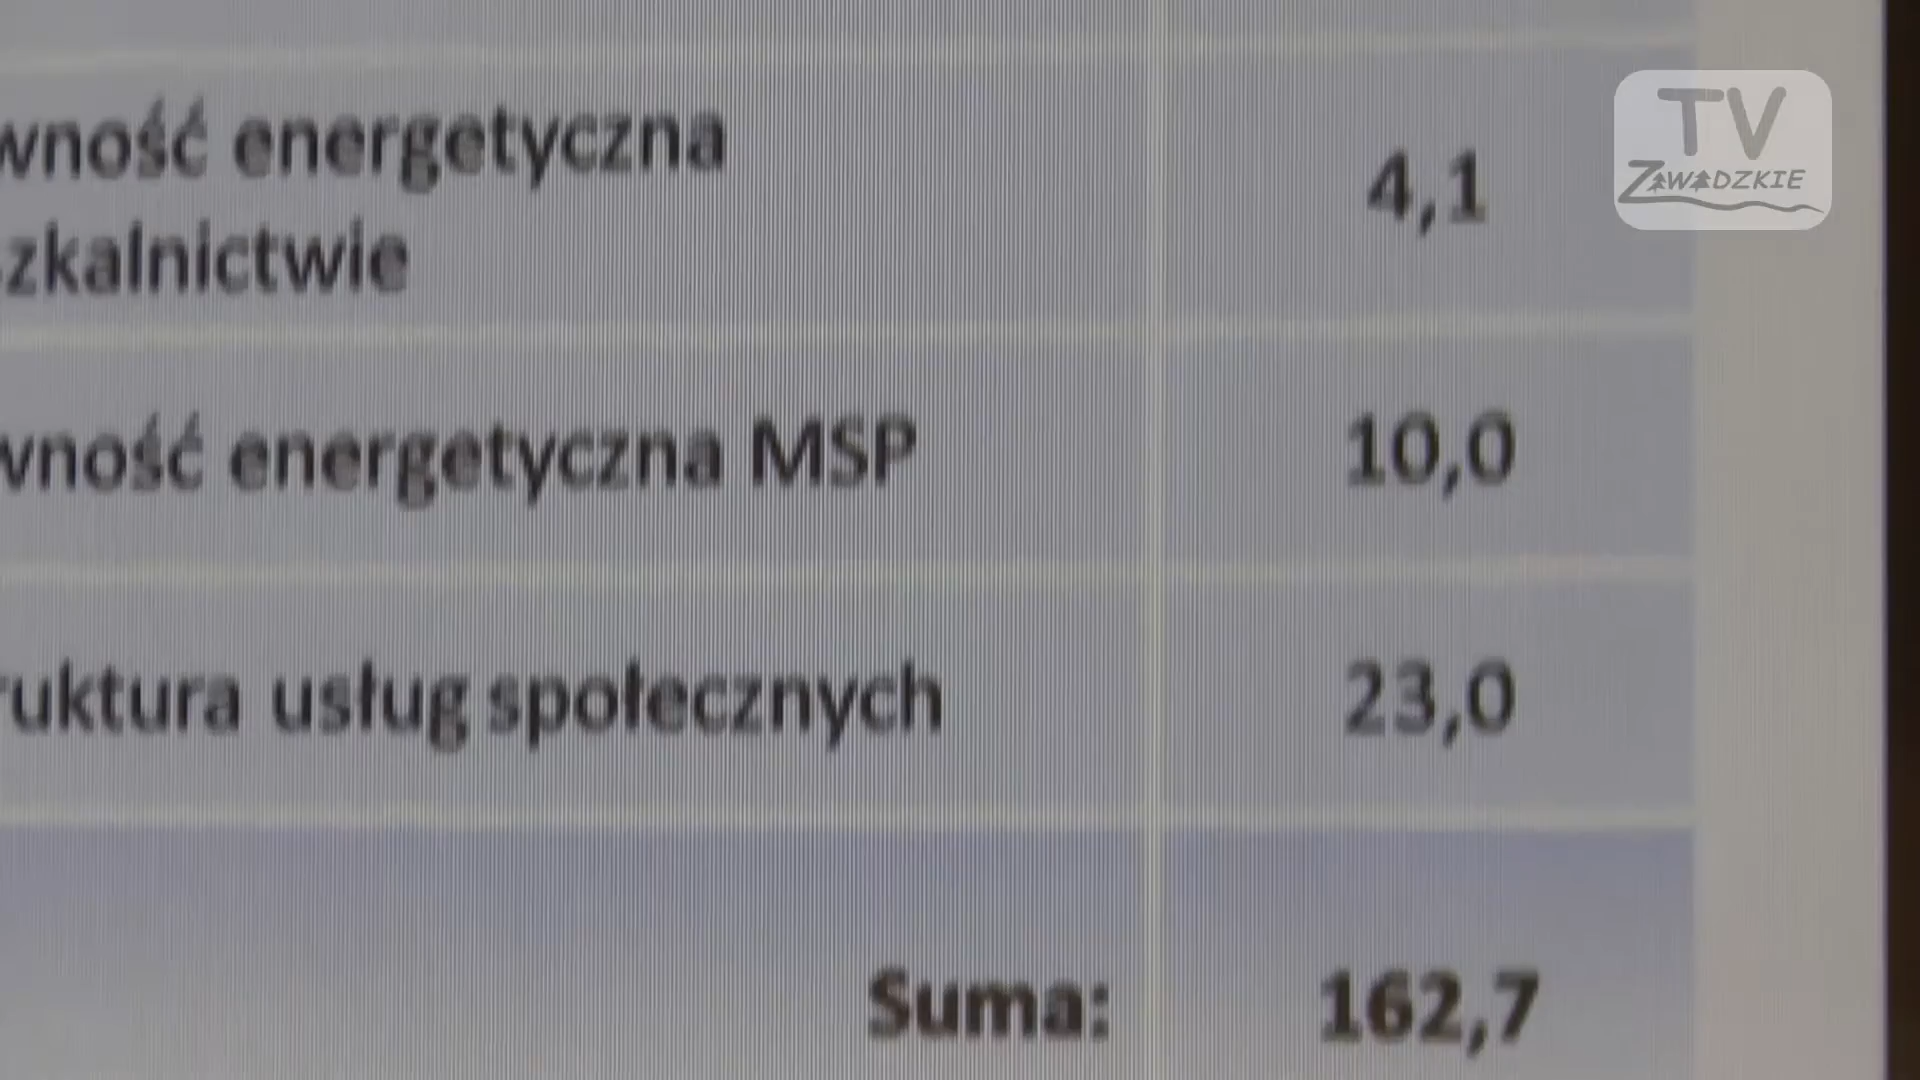 wność energetyczna
szkalnictwie
4,1
wność energetyczna MSP
10,0
ruktura usług społecznych
23,0
Suma:
162,7
TV
ZAWADZKIE